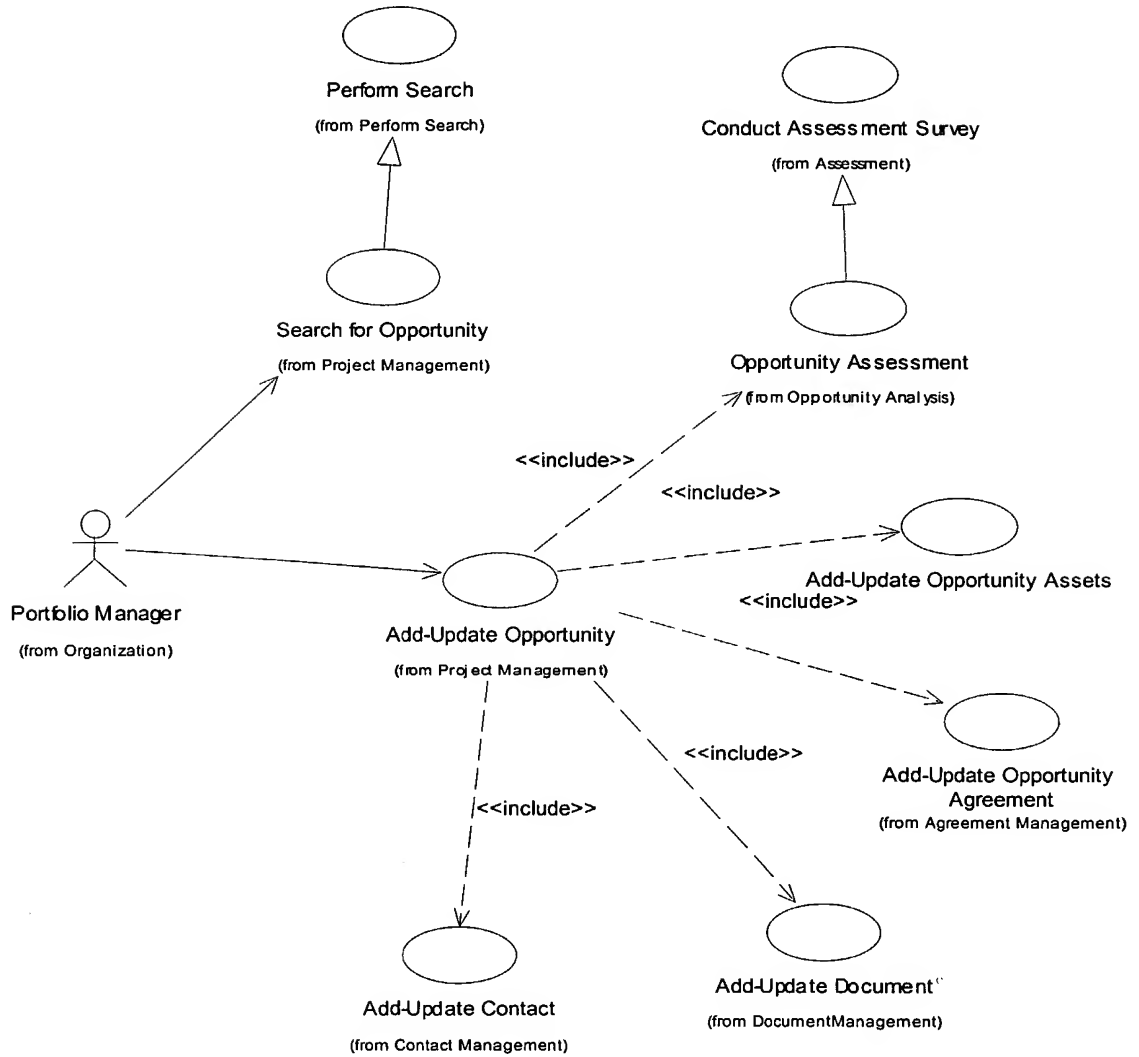 Perform Search
(from Perform Search)
Conduct Assessment Survey
(from Assessment)
Search for Opportunity
(from Project Management)
Opportunity Assessment
(from Opportunity Analysis)
<<include>>
<<include>>
Add-Update Opportunity Assets
<<include>>
Portfolio Manager
(from Organization)
Add-Update Opportunity
(from Project Management)
<<include>>
Add-Update Opportunity
Agreement
(from Agreement Management)
<<include>>
Add-Update Document
(from DocumentManagement)
Add-Update Contact
(from Contact Management)